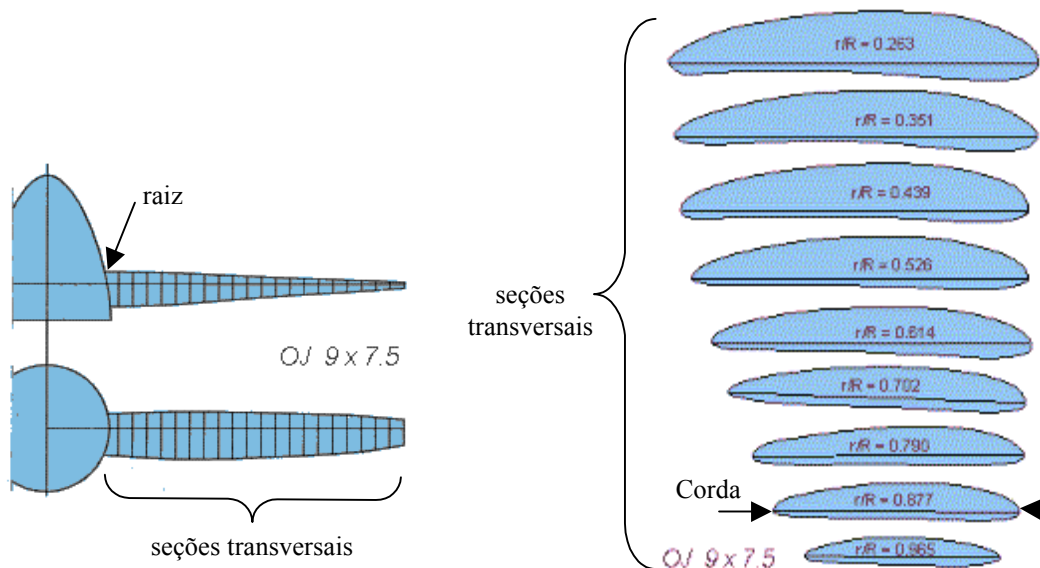 raiz
OJ 9 x 7.5
seções transversais
seções
transversais
r/R = 0.263
r/R = 0.351
r/R = 0.439
r/R = 0.526
r/R = 0.614
r/R = 0.702
r/R = 0.790
Corda
r/R = 0.877
r/R = 0.965
OJ 9 x 7.5